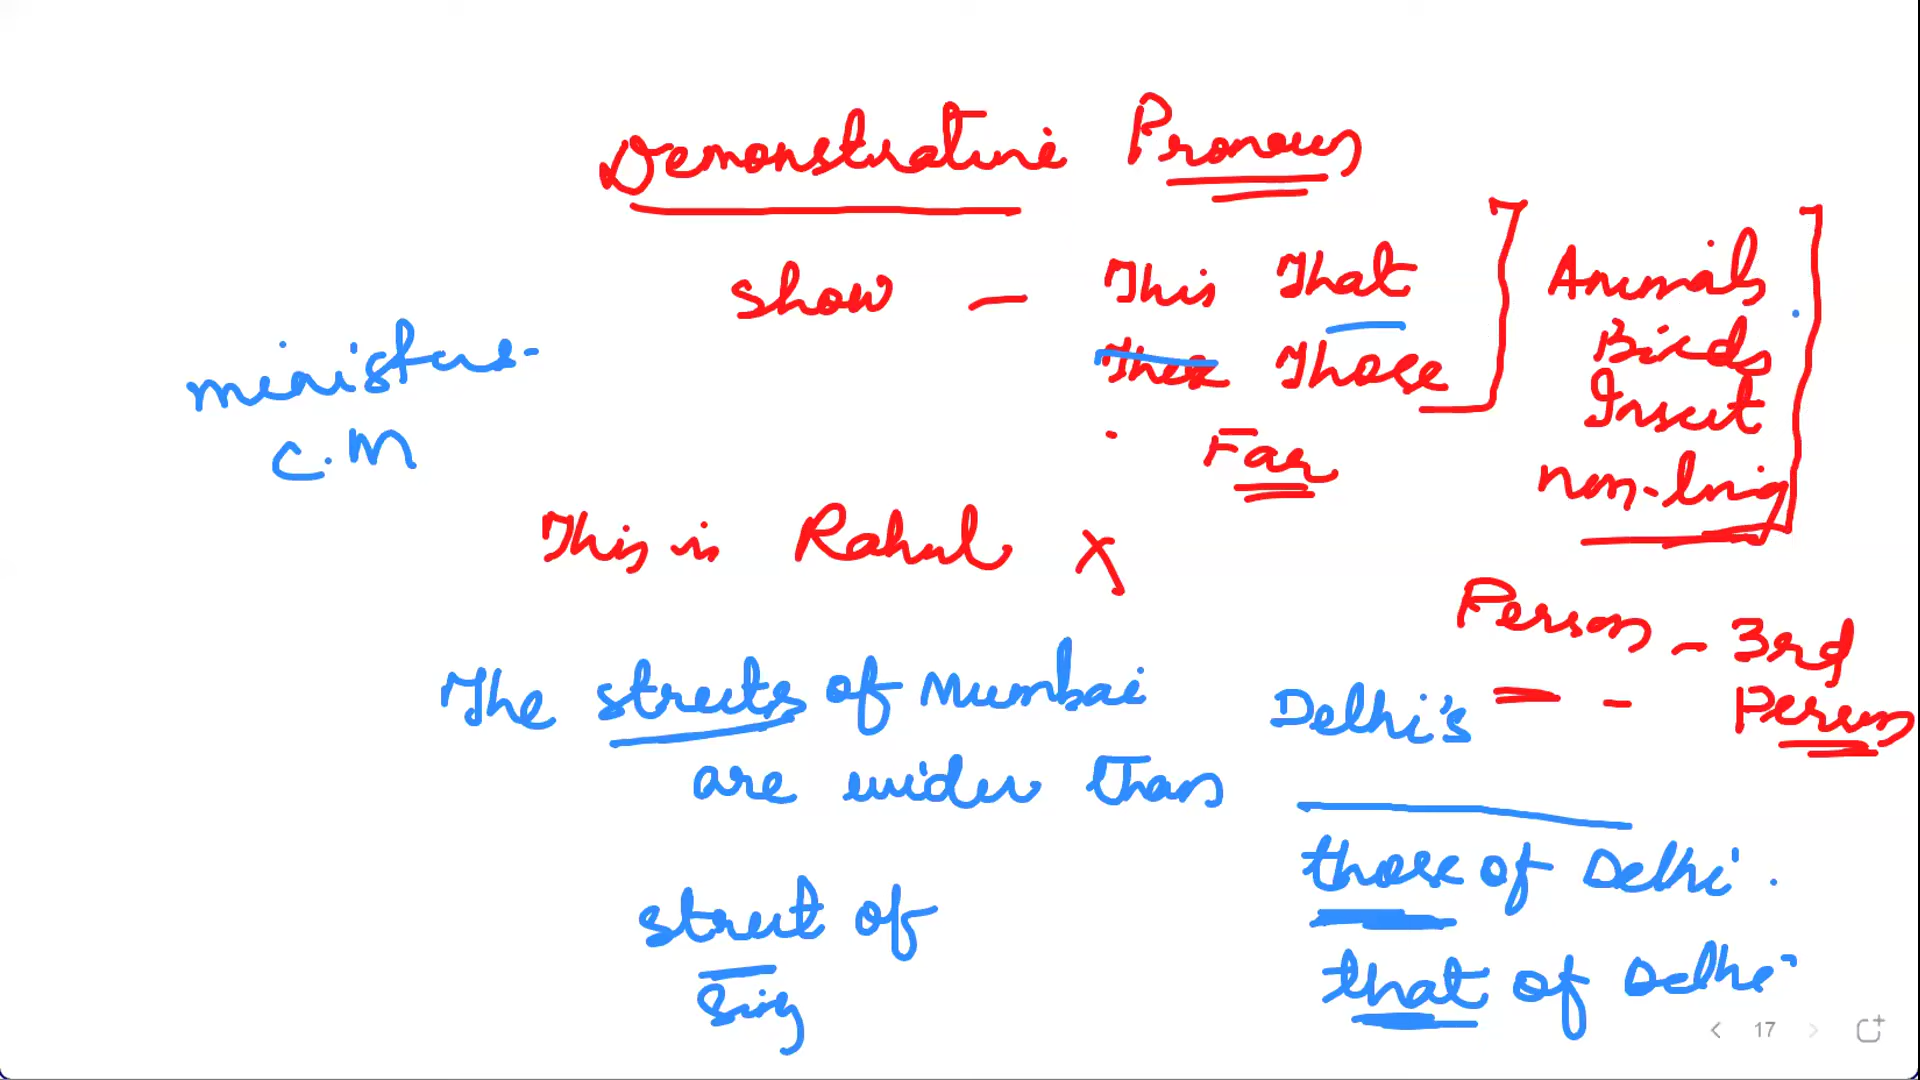 Demonstrative Pronoun
Show - This That
These Those
Far
Animals
Birds
Insect
non-living
ministers
C.M
This is Rahul X
Person - 3rd
Person
The streets of Mumbai
are wider than
Delhi's
those of Delhi.
that of Delhi
street of
Sing
17